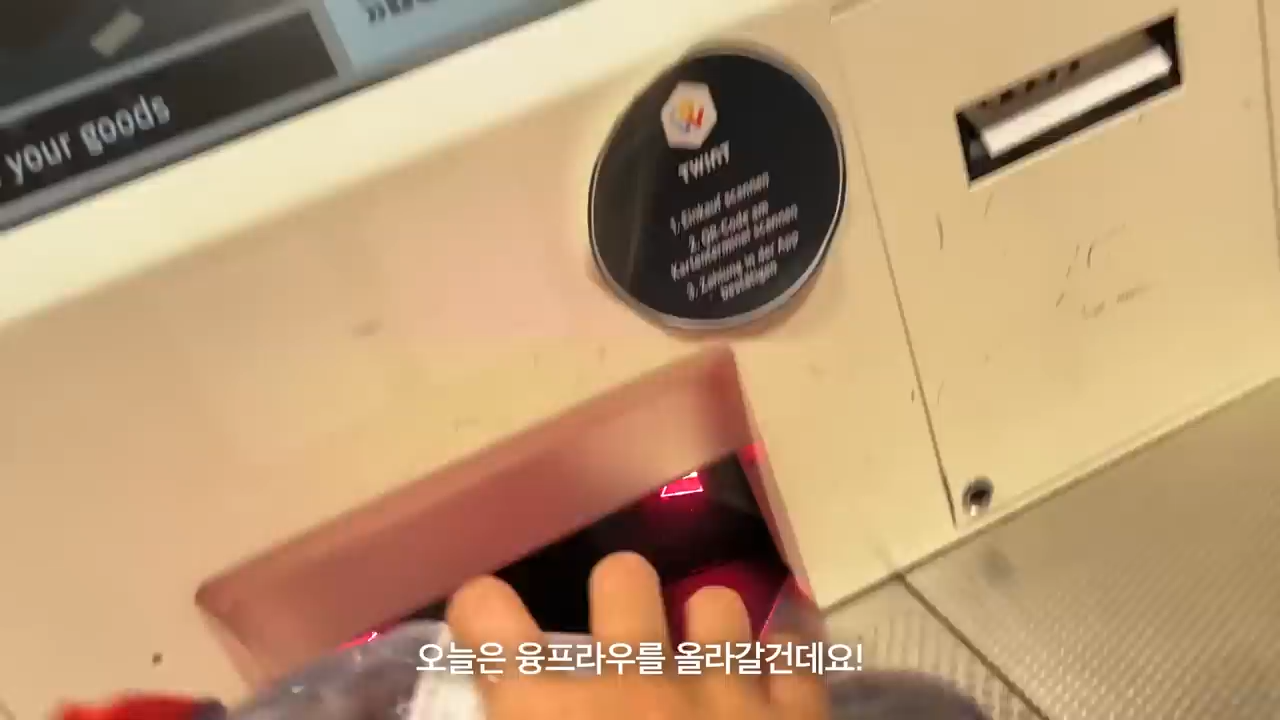 your goods
TWINT
1. Einkauf scannen
2. QR-Code am
Kartenterminal scannen
3. Zahlung in der App
bestätigen
오늘은 융프라우를 올라갈건데요!